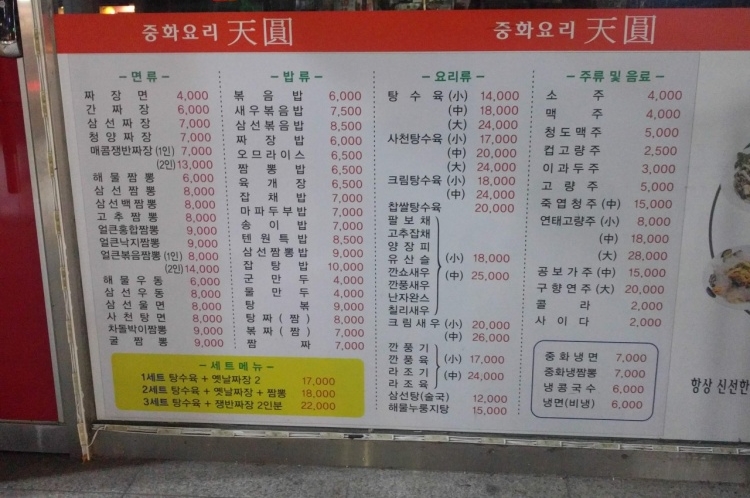 중화요리 天圓
중화요리 天圓
- 면류 -
짜장면 4,000
간짜장 6,000
삼선짜장 7,000
청양짜장 7,000
매콤쟁반짜장 (1인) 7,000
(2인) 13,000
해물짬뽕 6,000
삼선짬뽕 8,000
삼선백짬뽕 8,000
고추짬뽕 8,000
얼큰홍합짬뽕 9,000
얼큰낙지짬뽕 9,000
얼큰볶음짬뽕 (1인) 8,000
(2인) 14,000
해물우동 6,000
삼선우동 8,000
삼선울면 8,000
사천탕면 8,000
차돌박이짬뽕 9,000
굴짬뽕 9,000
- 밥류 -
볶음밥 6,000
새우볶음밥 7,500
삼선볶음밥 8,500
짜장밥 6,000
오므라이스 6,500
짬뽕밥 6,500
육개장 6,500
잡채밥 7,000
마파두부밥 7,000
송이밥 7,000
텐원특밥 8,500
삼선짬뽕밥 9,000
잡탕밥 10,000
군만두 4,000
물만두 4,000
탕볶 9,000
탕짜(짬) 8,000
볶짜(짬) 7,000
짬짜 7,000
- 세트메뉴 -
1세트 탕수육 + 옛날짜장 2 17,000
2세트 탕수육 + 옛날짜장 + 짬뽕 18,000
3세트 탕수육 + 쟁반짜장 2인분 22,000
- 요리류 -
탕수육 (小) 14,000
(中) 18,000
(大) 24,000
사천탕수육 (小) 17,000
(中) 20,000
(大) 24,000
크림탕수육 (小) 18,000
(中) 24,000
찹쌀탕수육 20,000
팔보채
고추잡채
양장피
유산슬 (小) 18,000
깐쇼새우 (中) 25,000
깐풍새우
난자완스
칠리새우
크림새우 (小) 20,000
(中) 26,000
깐풍기
깐풍육 (小) 17,000
라조기 (中) 24,000
라조육
삼선탕(술국) 12,000
해물누룽지탕 15,000
- 주류 및 음료 -
소주 4,000
맥주 4,000
청도맥주 5,000
컵고량주 2,500
이과두주 3,000
고량주 5,000
죽엽청주 (中) 15,000
연태고량주 (小) 8,000
(中) 18,000
(大) 28,000
공보가주 (中) 15,000
구향연주 (大) 20,000
콜라 2,000
사이다 2,000
중화냉면 7,000
중화냉짬뽕 7,000
냉콩국수 6,000
냉면(비냉) 6,000
항상 신선한